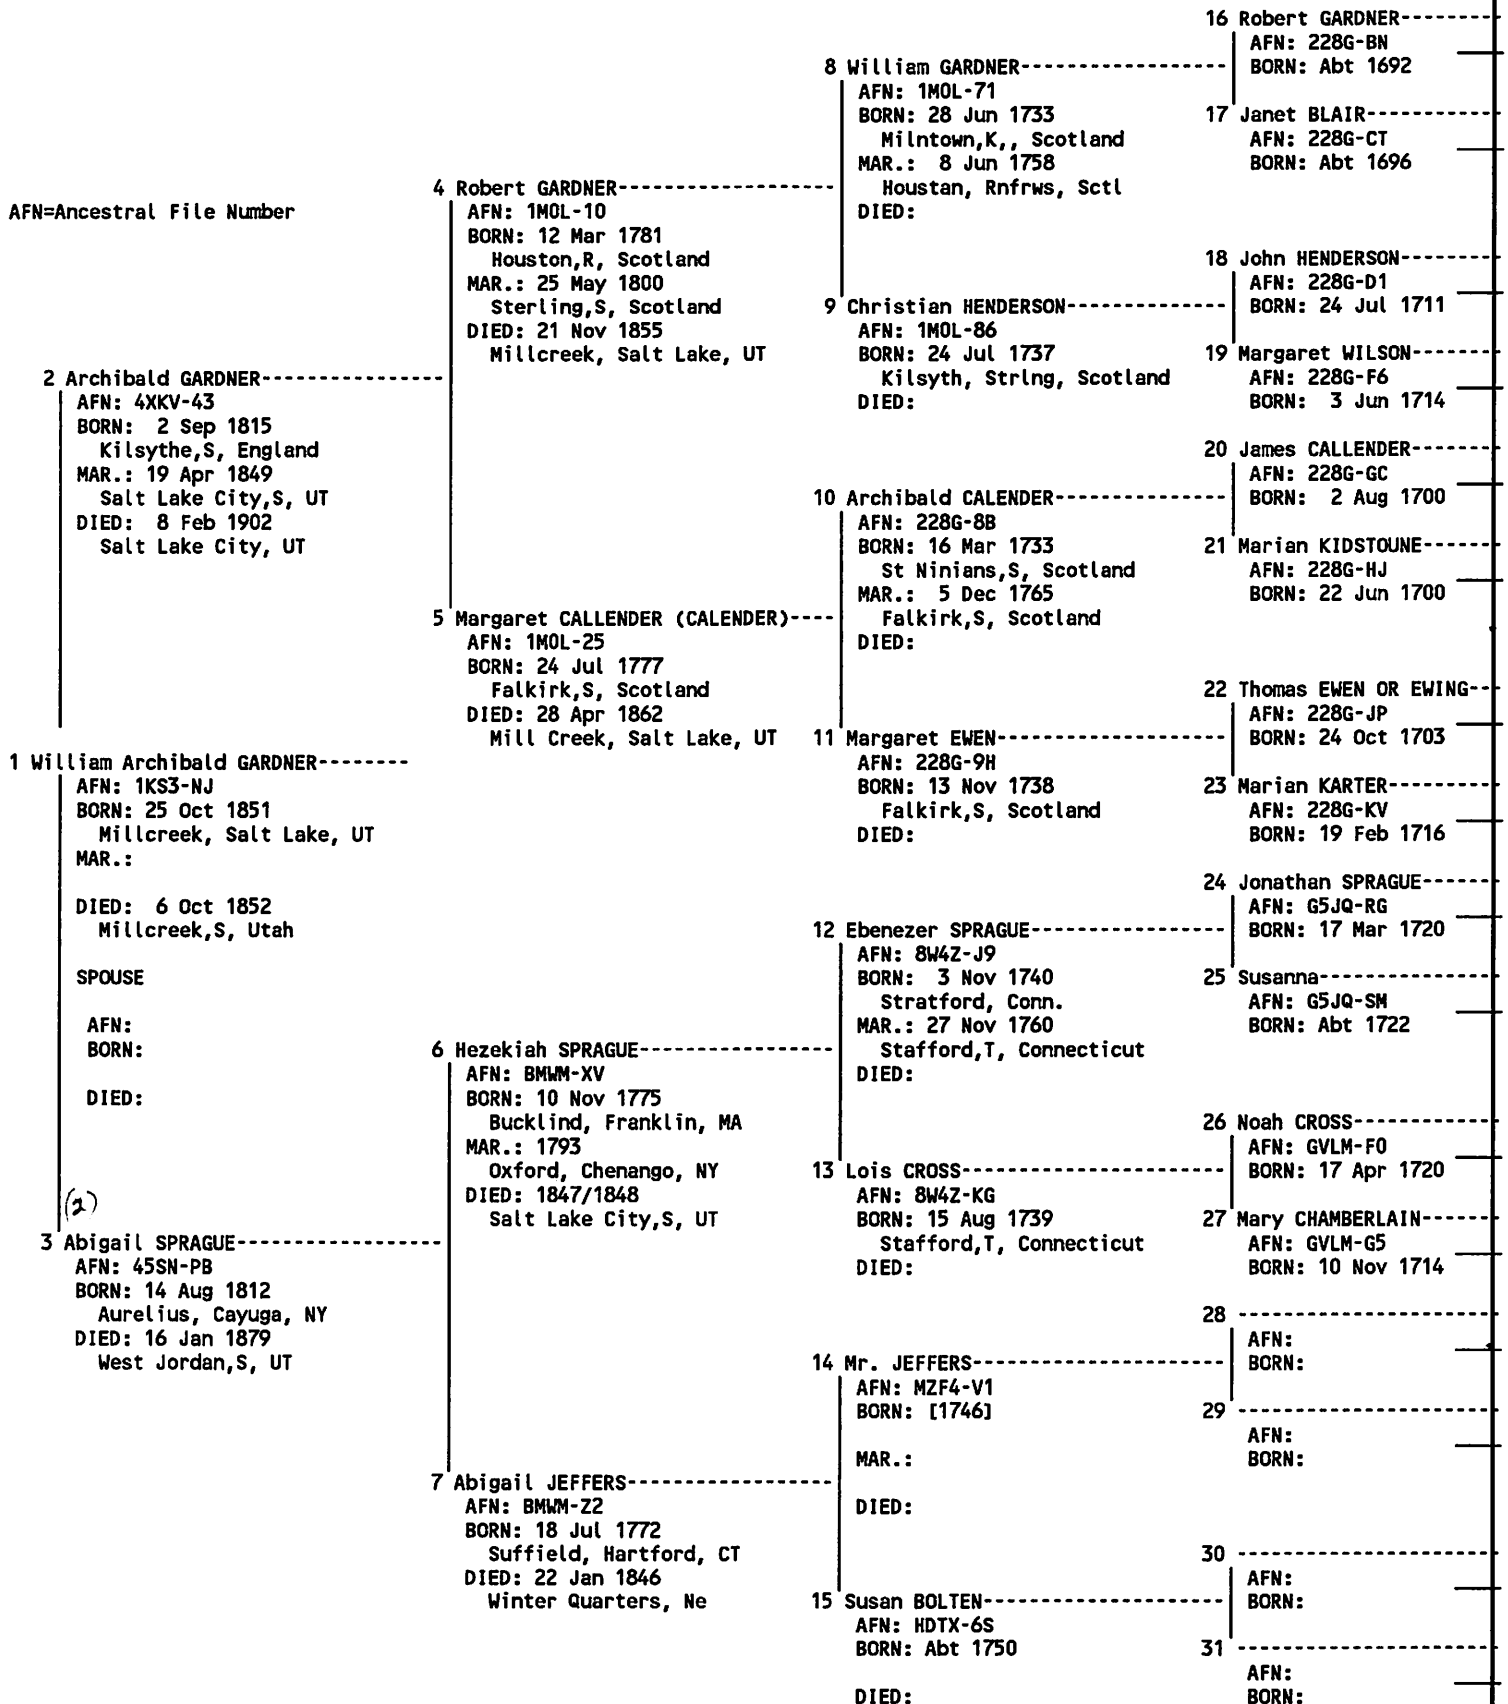 AFN=Ancestral File Number
1 William Archibald GARDNER--------
AFN: 1KS3-NJ
BORN: 25 Oct 1851
Millcreek, Salt Lake, UT
MAR.:
DIED:  6 Oct 1852
Millcreek,S, Utah
SPOUSE
AFN:
BORN:
DIED:
2 Archibald GARDNER----------------
AFN: 4XKV-43
BORN:  2 Sep 1815
Kilsythe,S, England
MAR.: 19 Apr 1849
Salt Lake City,S, UT
DIED:  8 Feb 1902
Salt Lake City, UT
(2)
3 Abigail SPRAGUE-----------------
AFN: 45SN-PB
BORN: 14 Aug 1812
Aurelius, Cayuga, NY
DIED: 16 Jan 1879
West Jordan,S, UT
4 Robert GARDNER------------------
AFN: 1MOL-10
BORN: 12 Mar 1781
Houston,R, Scotland
MAR.: 25 May 1800
Sterling,S, Scotland
DIED: 21 Nov 1855
Millcreek, Salt Lake, UT
5 Margaret CALLENDER (CALENDER)----
AFN: 1MOL-25
BORN: 24 Jul 1777
Falkirk,S, Scotland
DIED: 28 Apr 1862
Mill Creek, Salt Lake, UT
6 Hezekiah SPRAGUE----------------
AFN: BMWM-XV
BORN: 10 Nov 1775
Bucklind, Franklin, MA
MAR.: 1793
Oxford, Chenango, NY
DIED: 1847/1848
Salt Lake City,S, UT
7 Abigail JEFFERS-----------------
AFN: BMWM-Z2
BORN: 18 Jul 1772
Suffield, Hartford, CT
DIED: 22 Jan 1846
Winter Quarters, Ne
8 William GARDNER-----------------
AFN: 1MOL-71
BORN: 28 Jun 1733
Milntown,K,, Scotland
MAR.:  8 Jun 1758
Houstan, Rnfrws, Sctl
DIED:
9 Christian HENDERSON-------------
AFN: 1MOL-86
BORN: 24 Jul 1737
Kilsyth, Strlng, Scotland
DIED:
10 Archibald CALENDER--------------
AFN: 228G-8B
BORN: 16 Mar 1733
St Ninians,S, Scotland
MAR.:  5 Dec 1765
Falkirk,S, Scotland
DIED:
11 Margaret EWEN-------------------
AFN: 228G-9H
BORN: 13 Nov 1738
Falkirk,S, Scotland
DIED:
12 Ebenezer SPRAGUE----------------
AFN: 8W4Z-J9
BORN:  3 Nov 1740
Stratford, Conn.
MAR.: 27 Nov 1760
Stafford,T, Connecticut
DIED:
13 Lois CROSS----------------------
AFN: 8W4Z-KG
BORN: 15 Aug 1739
Stafford,T, Connecticut
DIED:
14 Mr. JEFFERS---------------------
AFN: MZF4-V1
BORN: [1746]
MAR.:
DIED:
15 Susan BOLTEN--------------------
AFN: HDTX-6S
BORN: Abt 1750
DIED:
16 Robert GARDNER--------
AFN: 228G-BN
BORN: Abt 1692
17 Janet BLAIR-----------
AFN: 228G-CT
BORN: Abt 1696
18 John HENDERSON--------
AFN: 228G-D1
BORN: 24 Jul 1711
19 Margaret WILSON-------
AFN: 228G-F6
BORN:  3 Jun 1714
20 James CALLENDER-------
AFN: 228G-GC
BORN:  2 Aug 1700
21 Marian KIDSTOUNE------
AFN: 228G-HJ
BORN: 22 Jun 1700
22 Thomas EWEN OR EWING--
AFN: 228G-JP
BORN: 24 Oct 1703
23 Marian KARTER---------
AFN: 228G-KV
BORN: 19 Feb 1716
24 Jonathan SPRAGUE------
AFN: G5JQ-RG
BORN: 17 Mar 1720
25 Susanna---------------
AFN: G5JQ-SM
BORN: Abt 1722
26 Noah CROSS------------
AFN: GVLM-F0
BORN: 17 Apr 1720
27 Mary CHAMBERLAIN------
AFN: GVLM-G5
BORN: 10 Nov 1714
28 ----------------------
AFN:
BORN:
29 ----------------------
AFN:
BORN:
30 ----------------------
AFN:
BORN:
31 ----------------------
AFN:
BORN: